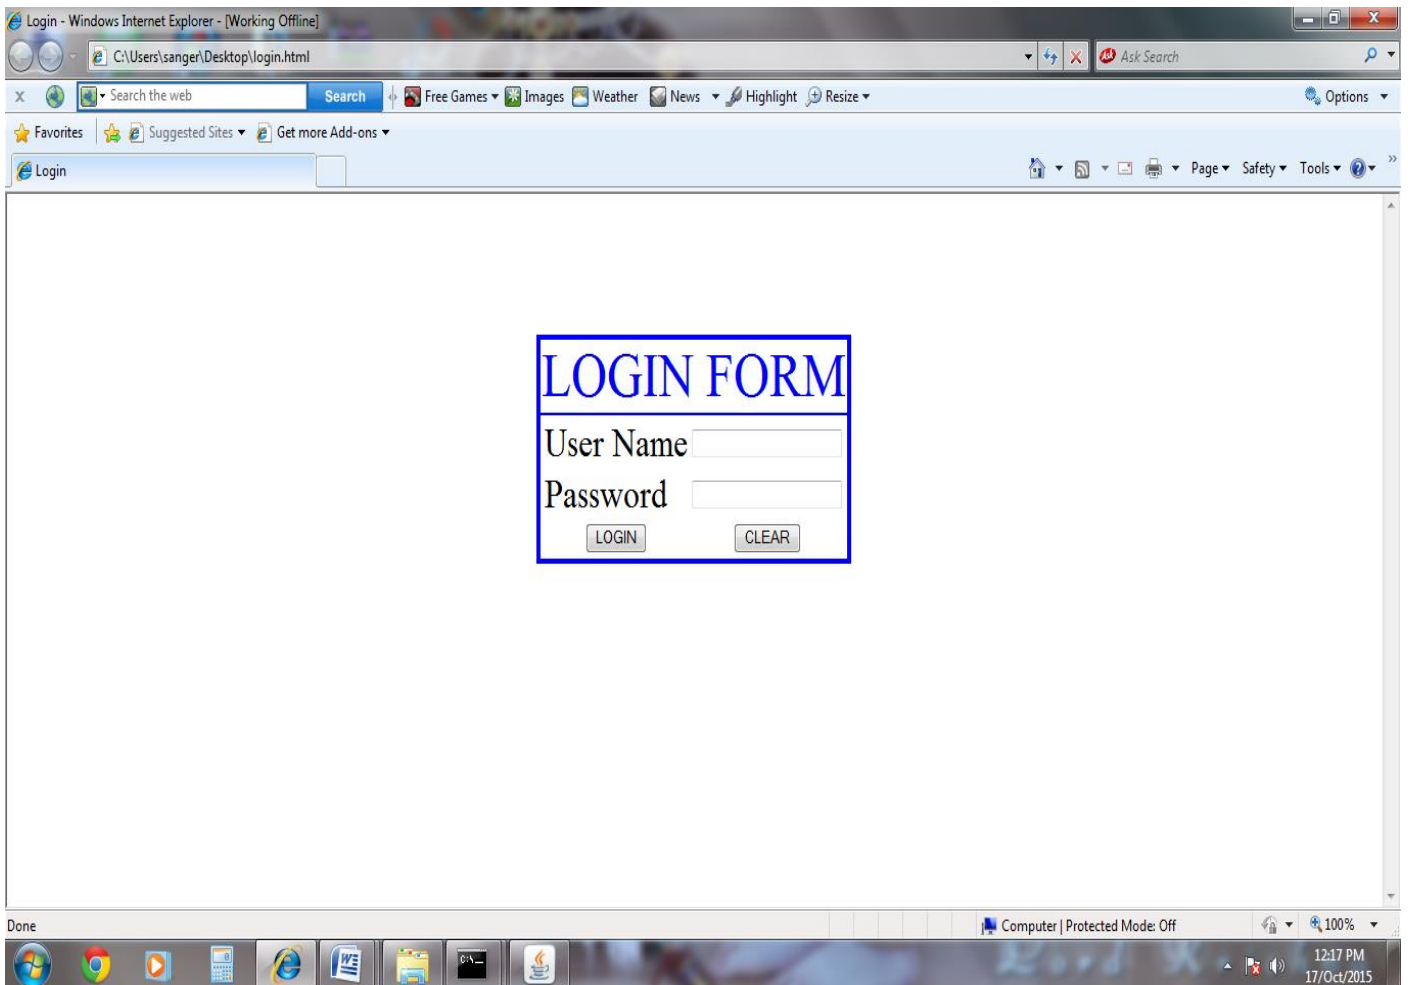 Login - Windows Internet Explorer - [Working Offline]
C:\Users\sanger\Desktop\login.html
Ask Search
x Search the web Search Free Games Images Weather News Highlight Resize Options
Favorites Suggested Sites Get more Add-ons
Login Page Safety Tools
LOGIN FORM
User Name
Password
LOGIN CLEAR
Done Computer | Protected Mode: Off 100%
C:\_
12:17 PM
17/Oct/2015